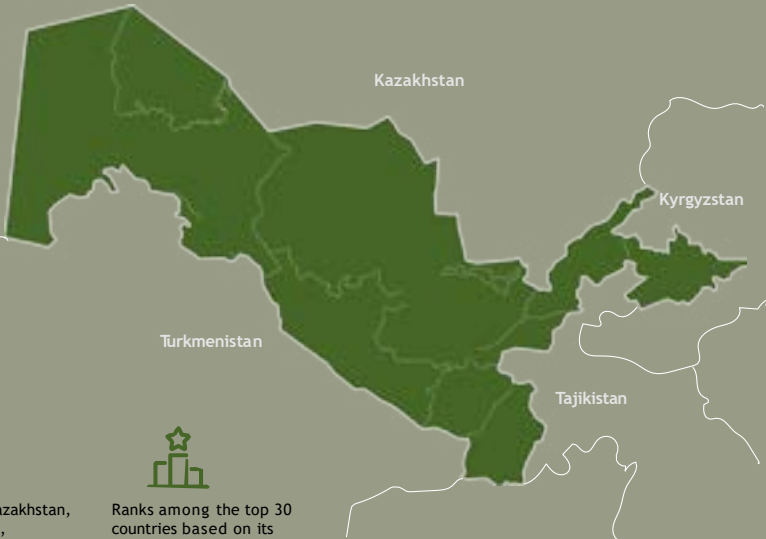 Kazakhstan
Kyrgyzstan
Turkmenistan
Tajikistan
azakhstan,
,
Ranks among the top 30
countries based on its